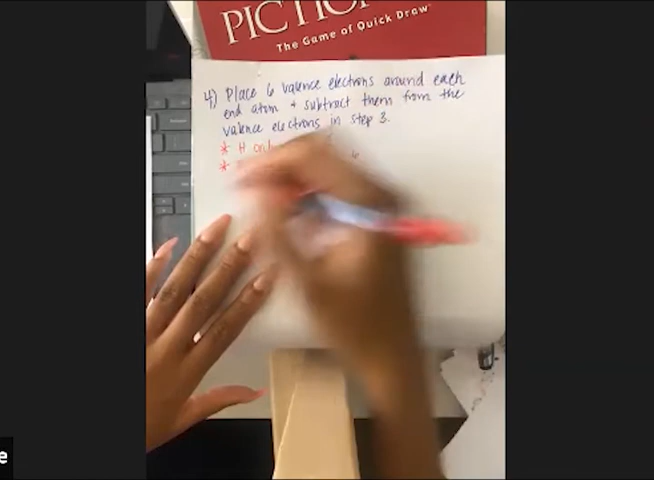 PICTIO
The Game of Quick Draw
4) Place 6 valence electrons around each
end atom + subtract them from the
valence electrons in step 3.
* H
*
e